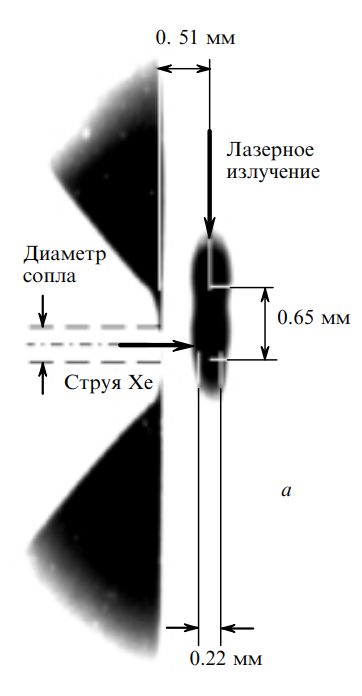 0. 51 мм
Лазерное
излучение
Диаметр
сопла
0.65 мм
Струя Xe
а
0.22 мм